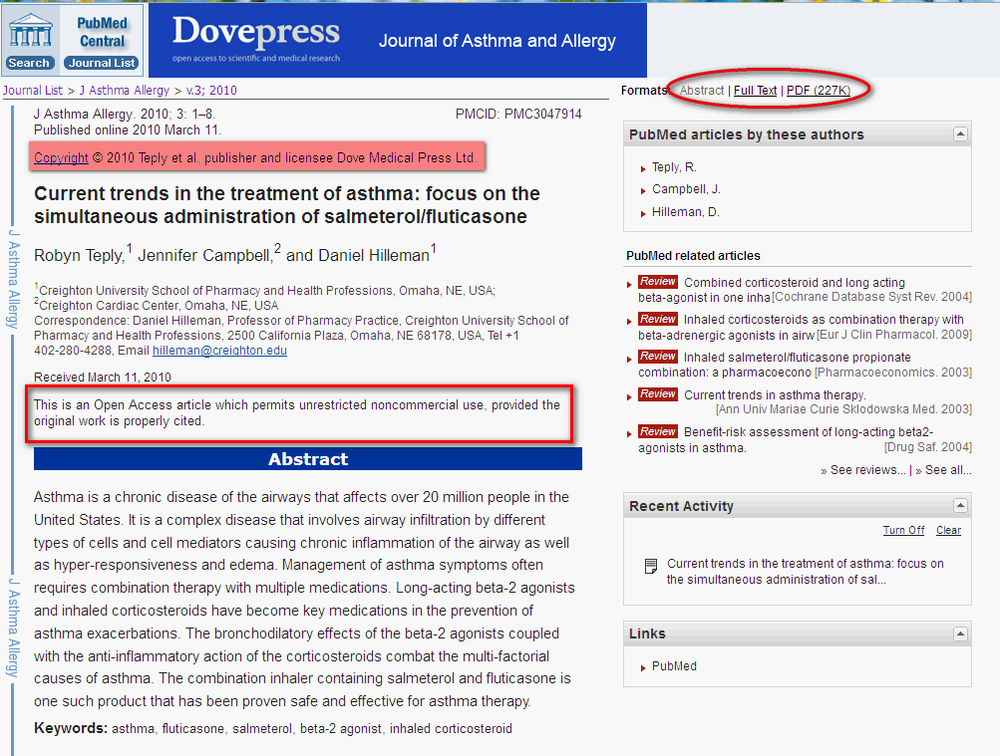 PubMed
Central
Search
Journal List
Dovepress
open access to scientific and medical research
Journal of Asthma and Allergy
Journal List > J Asthma Allergy > v.3; 2010
Formats:
Abstract | Full Text | PDF (227K)
J Asthma Allergy. 2010; 3: 1–8.
PMCID: PMC3047914
Published online 2010 March 11.
Copyright © 2010 Teply et al, publisher and licensee Dove Medical Press Ltd.
Current trends in the treatment of asthma: focus on the
simultaneous administration of salmeterol/fluticasone
Robyn Teply,1 Jennifer Campbell,2 and Daniel Hilleman1
1Creighton University School of Pharmacy and Health Professions, Omaha, NE, USA;
2Creighton Cardiac Center, Omaha, NE, USA
Correspondence: Daniel Hilleman, Professor of Pharmacy Practice, Creighton University School of
Pharmacy and Health Professions, 2500 California Plaza, Omaha, NE 68178, USA, Tel +1
402-280-4288, Email hilleman@creighton.edu
Received March 11, 2010
This is an Open Access article which permits unrestricted noncommercial use, provided the
original work is properly cited.
Abstract
Asthma is a chronic disease of the airways that affects over 20 million people in the
United States. It is a complex disease that involves airway infiltration by different
types of cells and cell mediators causing chronic inflammation of the airway as well
as hyper-responsiveness and edema. Management of asthma symptoms often
requires combination therapy with multiple medications. Long-acting beta-2 agonists
and inhaled corticosteroids have become key medications in the prevention of
asthma exacerbations. The bronchodilatory effects of the beta-2 agonists coupled
with the anti-inflammatory action of the corticosteroids combat the multi-factorial
causes of asthma. The combination inhaler containing salmeterol and fluticasone is
one such product that has been proven safe and effective for asthma therapy.
Keywords: asthma, fluticasone, salmeterol, beta-2 agonist, inhaled corticosteroid
J Asthma Allergy
J Asthma Allergy
PubMed articles by these authors
Teply, R.
Campbell, J.
Hilleman, D.
PubMed related articles
Review Combined corticosteroid and long acting
beta-agonist in one inha[Cochrane Database Syst Rev. 2004]
Review Inhaled corticosteroids as combination therapy with
beta-adrenergic agonists in airw [Eur J Clin Pharmacol. 2009]
Review Inhaled salmeterol/fluticasone propionate
combination: a pharmacoecono [Pharmacoeconomics. 2003]
Review Current trends in asthma therapy.
[Ann Univ Mariae Curie Sklodowska Med. 2003]
Review Benefit-risk assessment of long-acting beta2-
agonists in asthma. [Drug Saf. 2004]
» See reviews... | » See all...
Recent Activity
Turn Off Clear
Current trends in the treatment of asthma: focus on
the simultaneous administration of sal...
Links
PubMed